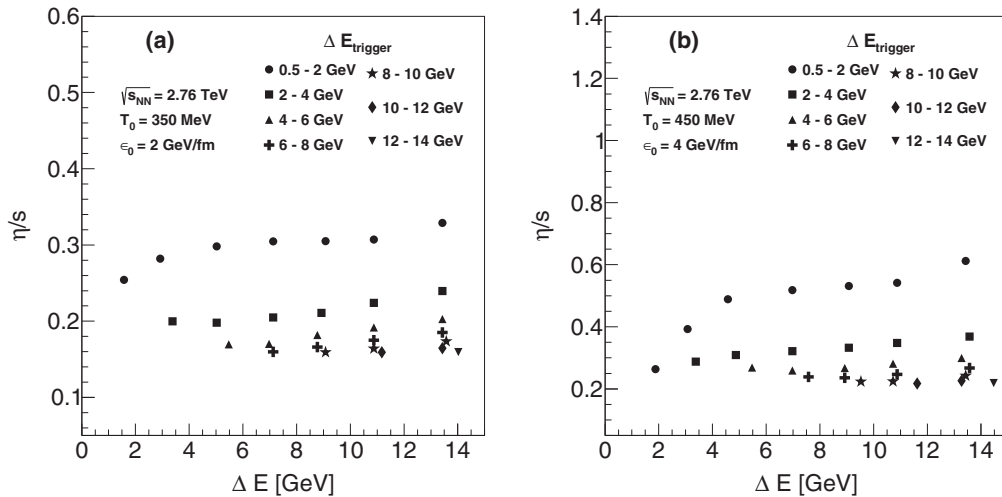 (a)
Δ E_trigger
√s_NN = 2.76 TeV
T_0 = 350 MeV
ϵ_0 = 2 GeV/fm
0.5 - 2 GeV
2 - 4 GeV
4 - 6 GeV
6 - 8 GeV
8 - 10 GeV
10 - 12 GeV
12 - 14 GeV
0.6
0.5
0.4
0.3
0.2
0.1
η/s
0 2 4 6 8 10 12 14
Δ E [GeV]
(b)
Δ E_trigger
√s_NN = 2.76 TeV
T_0 = 450 MeV
ϵ_0 = 4 GeV/fm
0.5 - 2 GeV
2 - 4 GeV
4 - 6 GeV
6 - 8 GeV
8 - 10 GeV
10 - 12 GeV
12 - 14 GeV
1.4
1.2
1
0.8
0.6
0.4
0.2
η/s
0 2 4 6 8 10 12 14
Δ E [GeV]